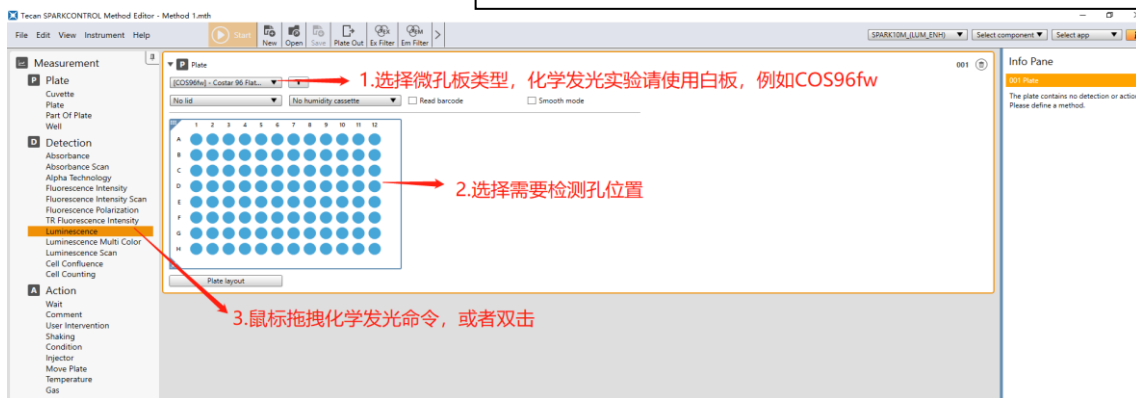 Tecan SPARKCONTROL Method Editor - Method 1.mth
File Edit View Instrument Help
Start New Open Save Plate Out Ex Filter Em Filter
SPARK10M_(LUM_ENH) Select component Select app
Measurement
Plate
Cuvette
Plate
Part Of Plate
Well
Detection
Absorbance
Absorbance Scan
Alpha Technology
Fluorescence Intensity
Fluorescence Intensity Scan
Fluorescence Polarization
TR Fluorescence Intensity
Luminescence
Luminescence Multi Color
Luminescence Scan
Cell Confluence
Cell Counting
Action
Wait
Comment
User Intervention
Shaking
Condition
Injector
Move Plate
Temperature
Gas
P Plate 001
[COS96fw] - Costar 96 Flat...
1.选择微孔板类型，化学发光实验请使用白板，例如COS96fw
No lid No humidity cassette Read barcode Smooth mode
1 2 3 4 5 6 7 8 9 10 11 12
A
B
C
D
E
F
G
H
2.选择需要检测孔位置
Plate layout
3.鼠标拖拽化学发光命令，或者双击
Info Pane
001 Plate
The plate contains no detection or action
Please define a method.